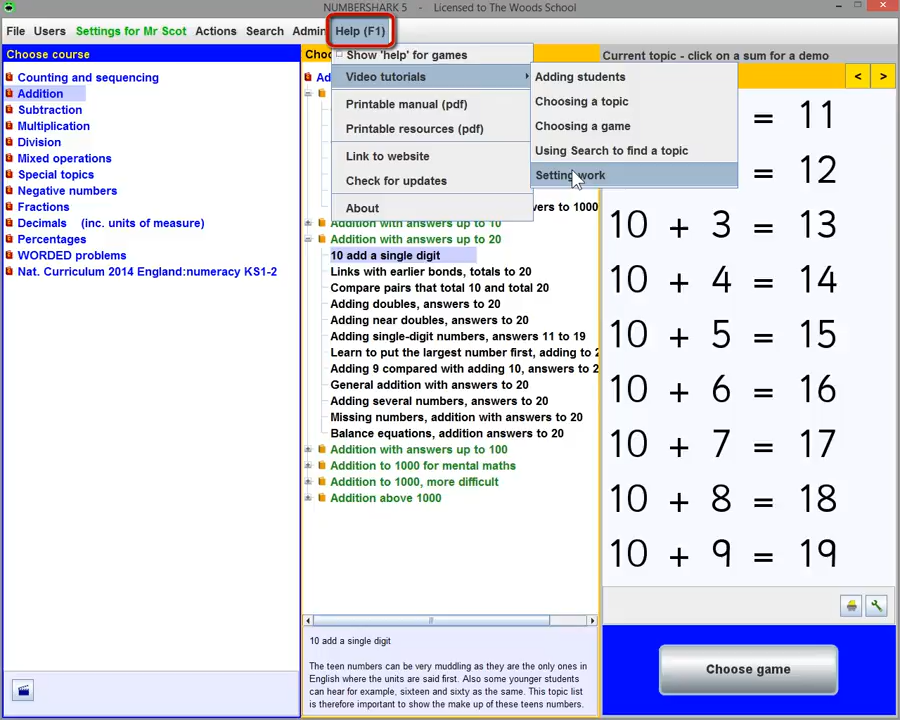 NUMBERSHARK 5 - Licensed to The Woods School
File Users Settings for Mr Scot Actions Search Admin Help (F1)
Choose course
Counting and sequencing
Addition
Subtraction
Multiplication
Division
Mixed operations
Special topics
Negative numbers
Fractions
Decimals (inc. units of measure)
Percentages
WORDED problems
Nat. Curriculum 2014 England:numeracy KS1-2
Show 'help' for games
Video tutorials
Printable manual (pdf)
Printable resources (pdf)
Link to website
Check for updates
About
Adding students
Choosing a topic
Choosing a game
Using Search to find a topic
Setting work
Addition with answers up to 10
Addition with answers up to 20
10 add a single digit
Links with earlier bonds, totals to 20
Compare pairs that total 10 and total 20
Adding doubles, answers to 20
Adding near doubles, answers to 20
Adding single-digit numbers, answers 11 to 19
Learn to put the largest number first, adding to 2
Adding 9 compared with adding 10, answers to 2
General addition with answers to 20
Adding several numbers, answers to 20
Missing numbers, addition with answers to 20
Balance equations, addition answers to 20
Addition with answers up to 100
Addition to 1000 for mental maths
Addition to 1000, more difficult
Addition above 1000
10 add a single digit
The teen numbers can be very muddling as they are the only ones in
English where the units are said first. Also some younger students
can hear for example, sixteen and sixty as the same. This topic list
is therefore important to show the make up of these teens numbers.
Current topic - click on a sum for a demo
< >
= 11
= 12
10 + 3 = 13
10 + 4 = 14
10 + 5 = 15
10 + 6 = 16
10 + 7 = 17
10 + 8 = 18
10 + 9 = 19
Choose game